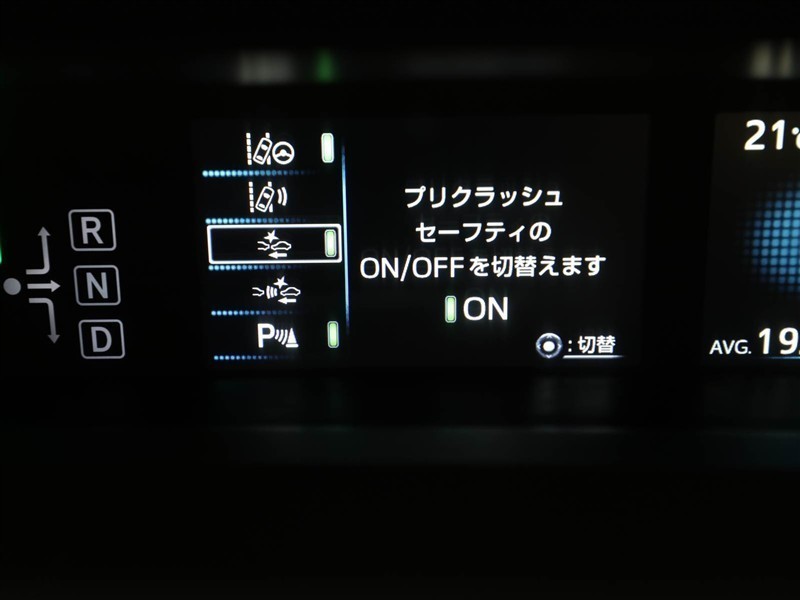 R
N
D
P
プリクラッシュ
セーフティの
ON/OFFを切替えます
ON
:切替
21
AVG. 19